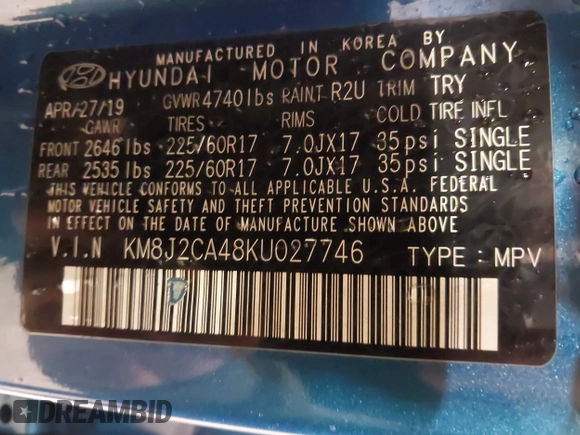 MANUFACTURED IN KOREA BY
HYUNDAI MOTOR COMPANY
APR/27/19 GVWR 4740lbs PAINT R2U TRIM TRY
GAWR TIRES RIMS COLD TIRE INFL
FRONT 2646 lbs 225/60R17 7.0JX17 35psi SINGLE
REAR 2535 lbs 225/60R17 7.0JX17 35psi SINGLE
THIS VEHICLE CONFORMS TO ALL APPLICABLE U.S.A. FEDERAL
MOTOR VEHICLE SAFETY AND THEFT PREVENTION STANDARDS
IN EFFECT ON THE DATE OF MANUFACTURE SHOWN ABOVE
V.I.N KM8J2CA48KU027746 TYPE: MPV
DREAMBID